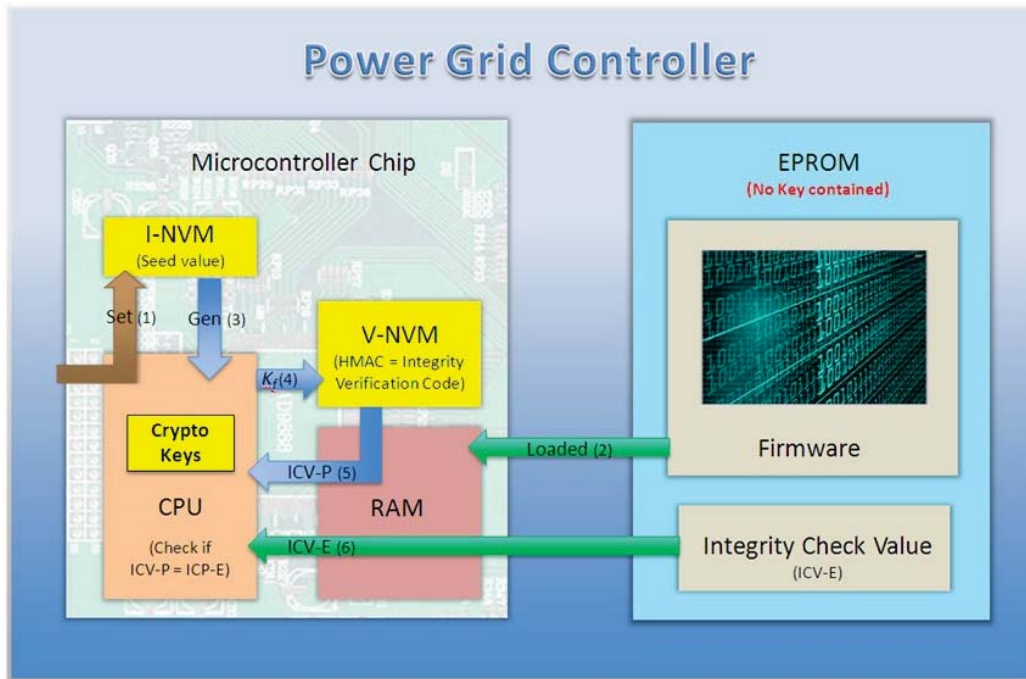 Power Grid Controller
Microcontroller Chip
I-NVM
(Seed value)
Set (1)
Gen (3)
V-NVM
(HMAC = Integrity
Verification Code)
Kf(4)
Crypto
Keys
ICV-P (5)
CPU
(Check if
ICV-P = ICP-E)
RAM
ICV-E (6)
Loaded (2)
EPROM
(No Key contained)
Firmware
Integrity Check Value
(ICV-E)